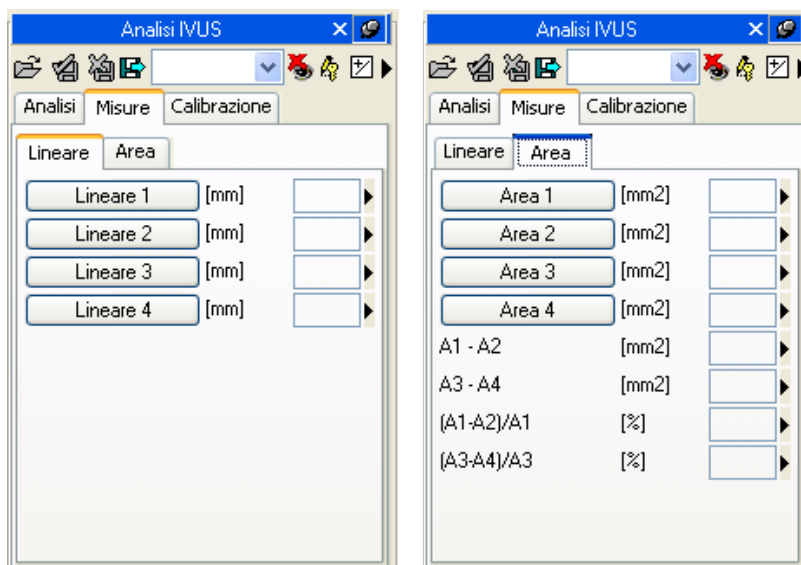 Analisi IVUS
Analisi Misure Calibrazione
Lineare Area
Lineare 1 [mm]
Lineare 2 [mm]
Lineare 3 [mm]
Lineare 4 [mm]
Analisi IVUS
Analisi Misure Calibrazione
Lineare Area
Area 1 [mm2]
Area 2 [mm2]
Area 3 [mm2]
Area 4 [mm2]
A1 - A2 [mm2]
A3 - A4 [mm2]
(A1-A2)/A1 [%]
(A3-A4)/A3 [%]